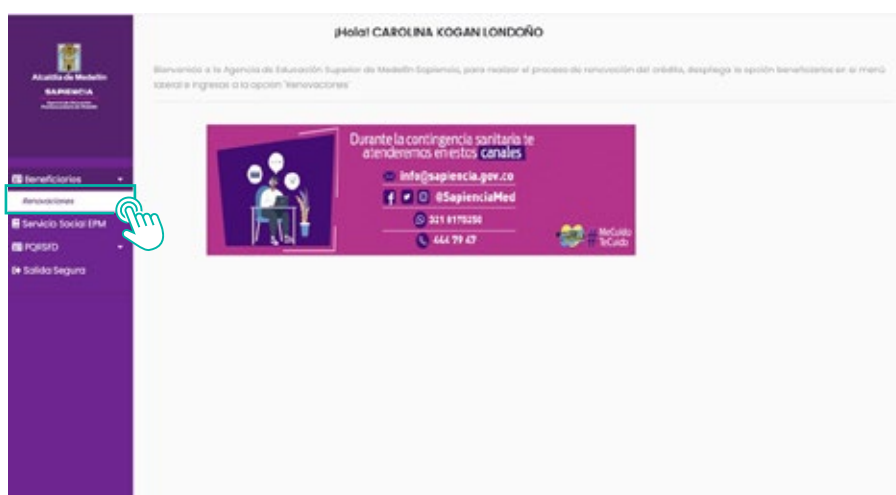 ¡Hola! CAROLINA KOGAN LONDOÑO
Alcaldía de Medellín
SAPIENCIA
Bienvenido a la Agencia de Educación Superior de Medellín Sapiencia, para realizar el proceso de renovación del crédito, despliega la opción beneficiarios en el menú
lateral e ingresas a la opción "Renovaciones"
Durante la contingencia sanitaria te
atenderemos en estos canales
info@sapiencia.gov.co
@SapienciaMed
321 8175250
444 79 47
#MeCuido
TeCuido
Beneficiarios
Renovaciones
Servicio Social EPM
PQRSFD
Salida Segura